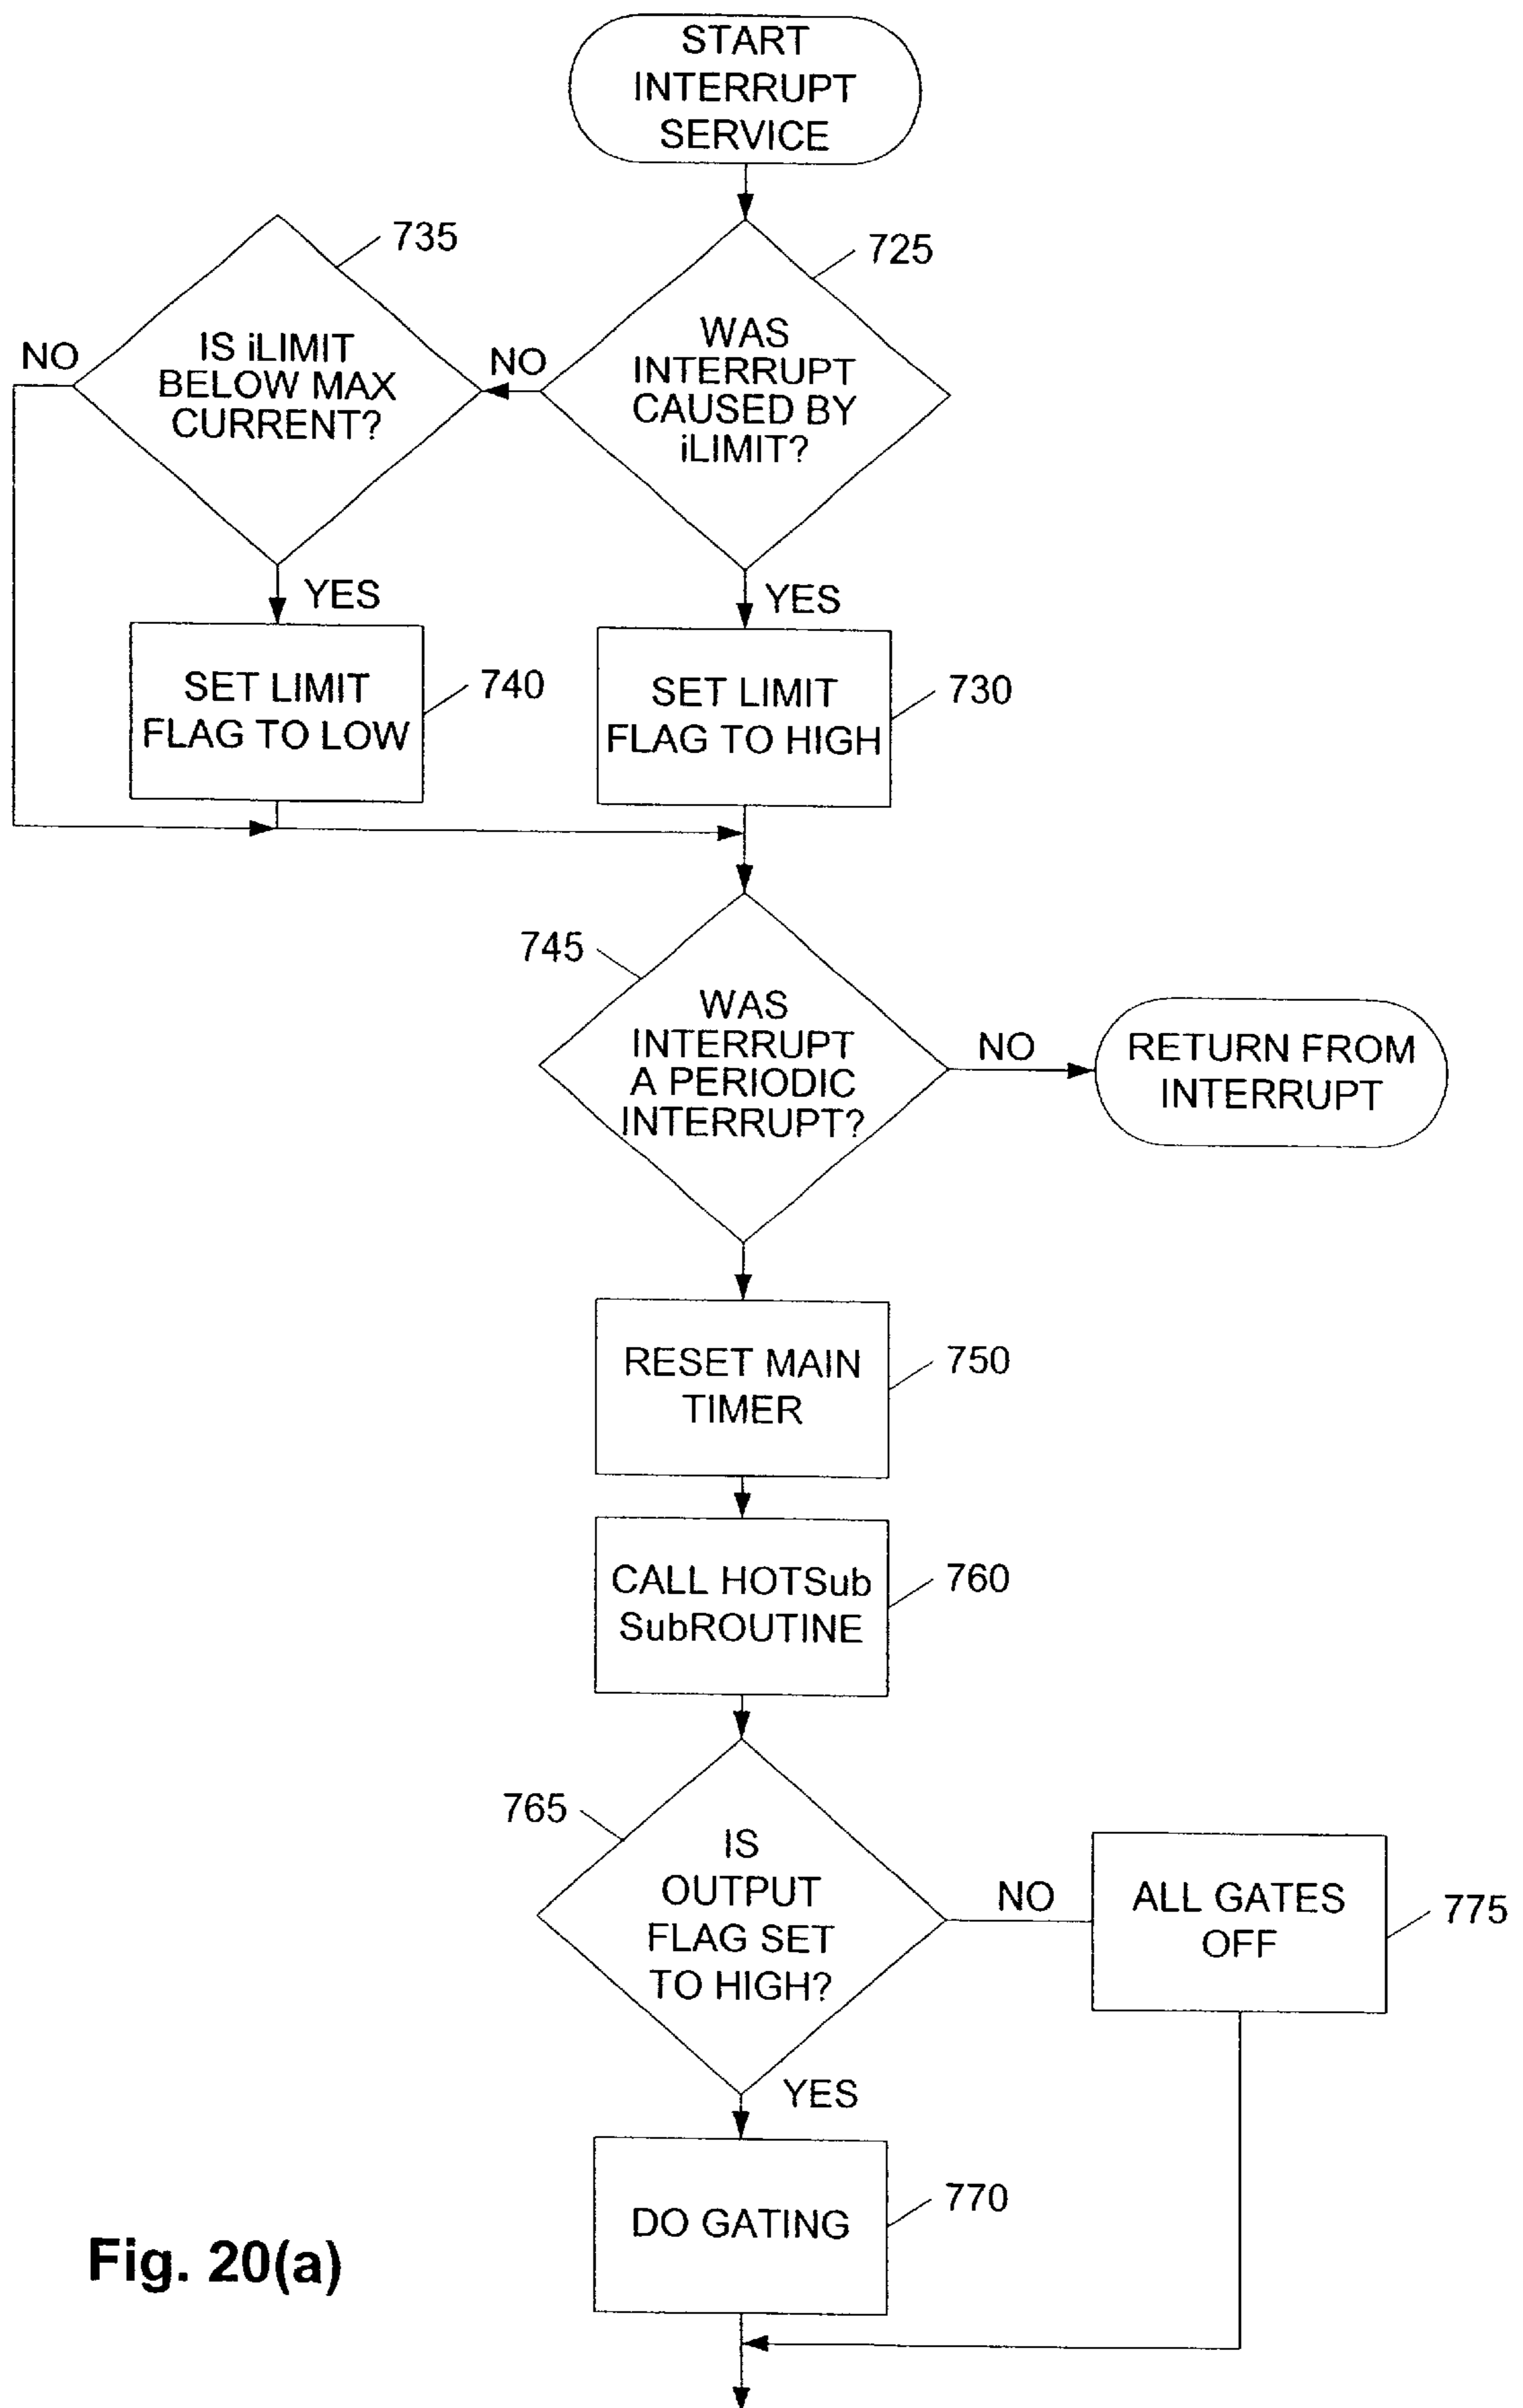 START
INTERRUPT
SERVICE
735
725
NO
IS iLIMIT
BELOW MAX
CURRENT?
NO
WAS
INTERRUPT
CAUSED BY
iLIMIT?
YES
YES
SET LIMIT
FLAG TO LOW
740
SET LIMIT
FLAG TO HIGH
730
745
WAS
INTERRUPT
A PERIODIC
INTERRUPT?
NO
RETURN FROM
INTERRUPT
RESET MAIN
TIMER
750
CALL HOTSub
SubROUTINE
760
765
IS
OUTPUT
FLAG SET
TO HIGH?
NO
ALL GATES
OFF
775
YES
DO GATING
770
Fig. 20(a)